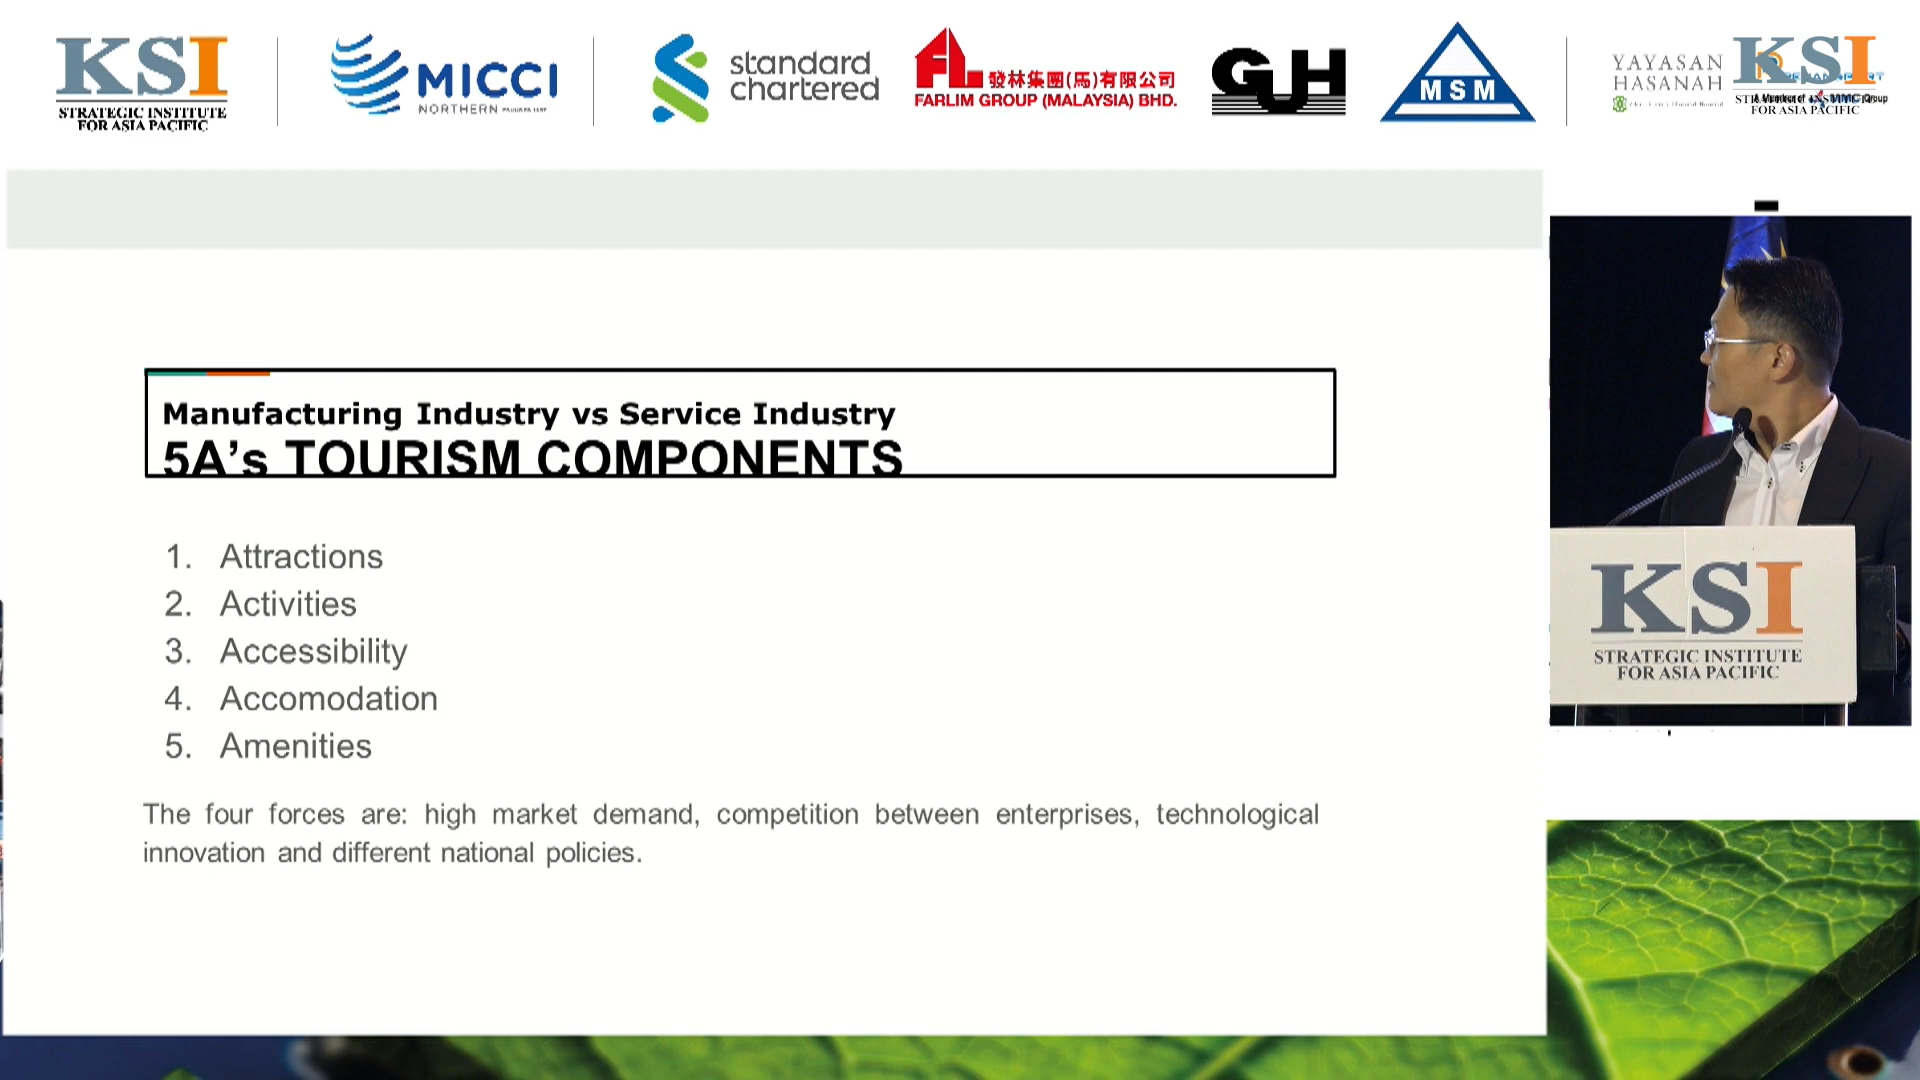 KSI
STRATEGIC INSTITUTE
FOR ASIA PACIFIC
MICCI
NORTHERN
standard
chartered
發林集團(馬)有限公司
FARLIM GROUP (MALAYSIA) BHD.
GUH
MSM
YAYASAN
HASANAH
KSI
FOR ASIA PACIFIC
Manufacturing Industry vs Service Industry
5A’s TOURISM COMPONENTS
1. Attractions
2. Activities
3. Accessibility
4. Accomodation
5. Amenities
The four forces are: high market demand, competition between enterprises, technological
innovation and different national policies.
KSI
STRATEGIC INSTITUTE
FOR ASIA PACIFIC